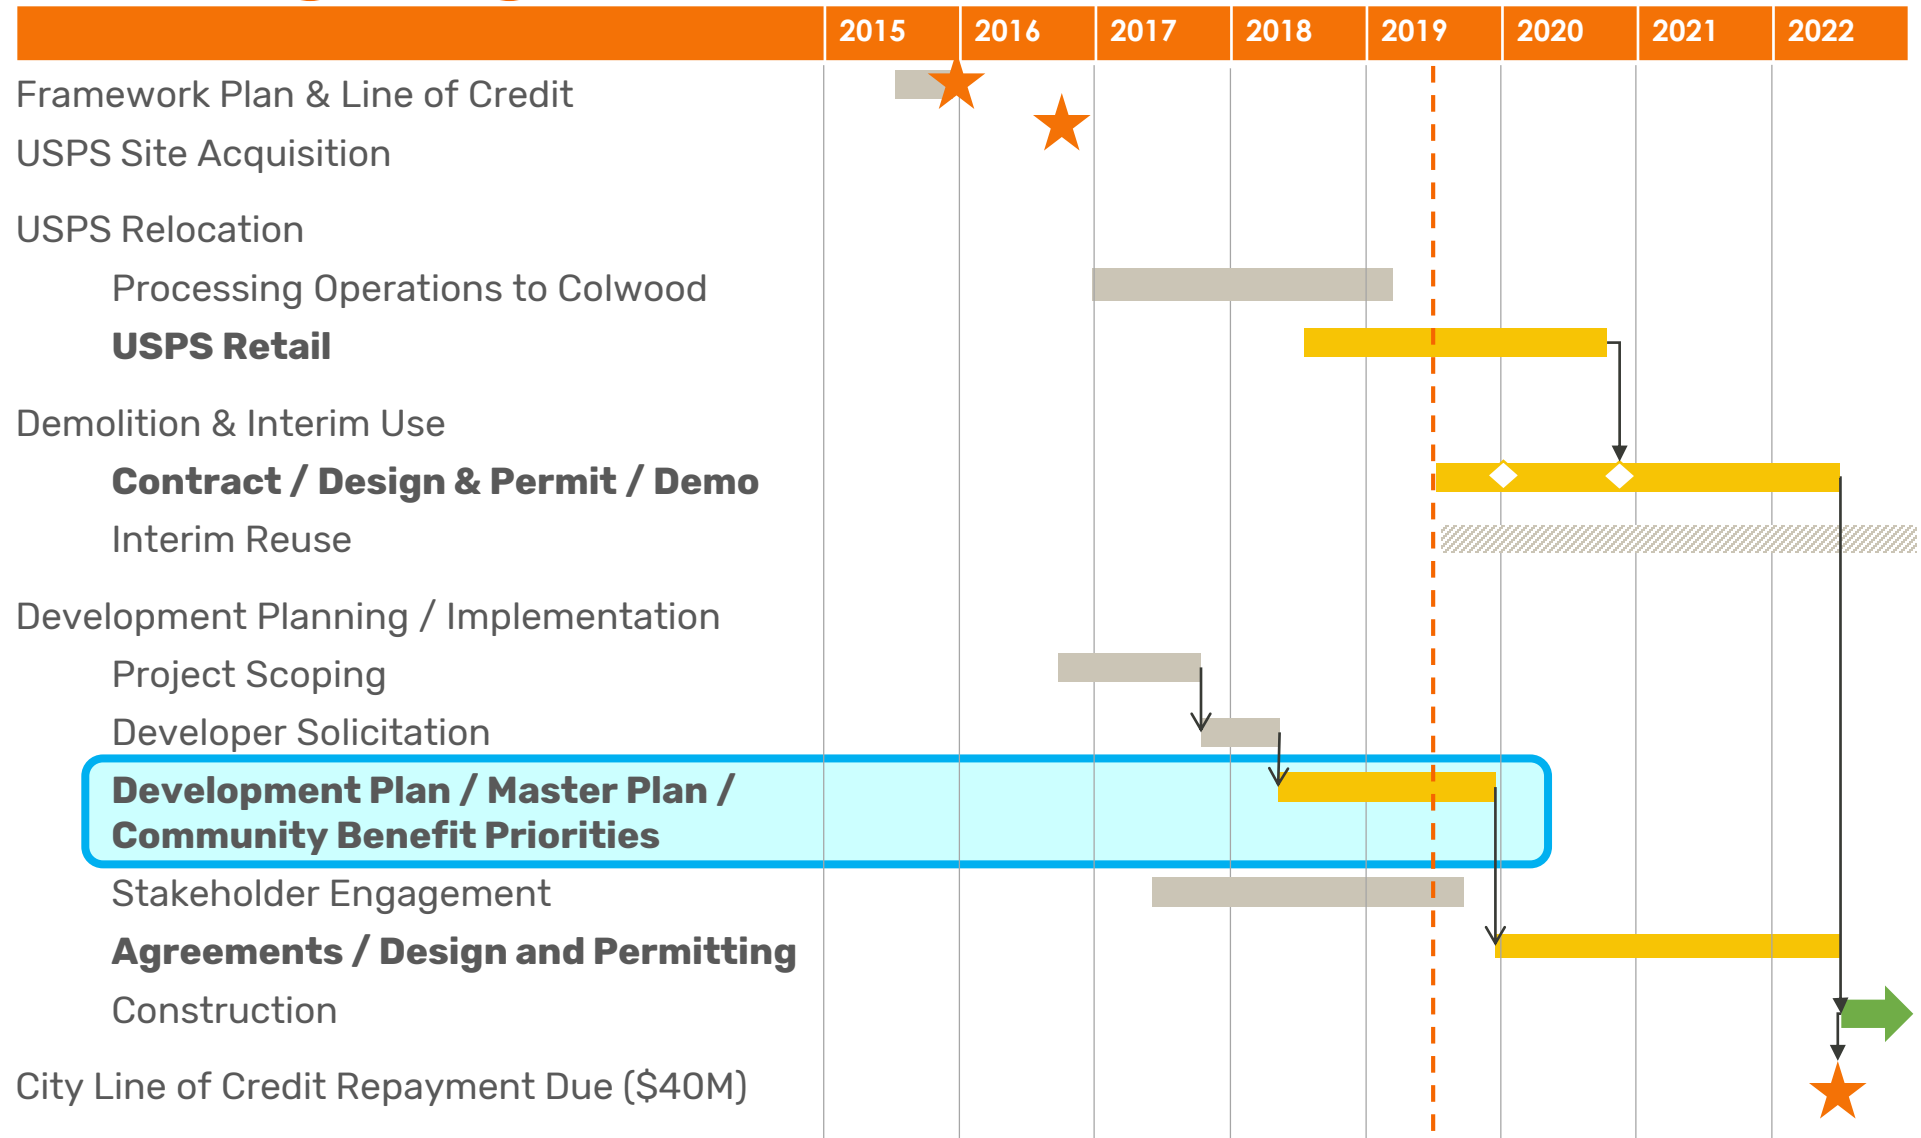 2015 2016 2017 2018 2019 2020 2021 2022
Framework Plan & Line of Credit
USPS Site Acquisition
USPS Relocation
Processing Operations to Colwood
USPS Retail
Demolition & Interim Use
Contract / Design & Permit / Demo
Interim Reuse
Development Planning / Implementation
Project Scoping
Developer Solicitation
Development Plan / Master Plan /
Community Benefit Priorities
Stakeholder Engagement
Agreements / Design and Permitting
Construction
City Line of Credit Repayment Due ($40M)